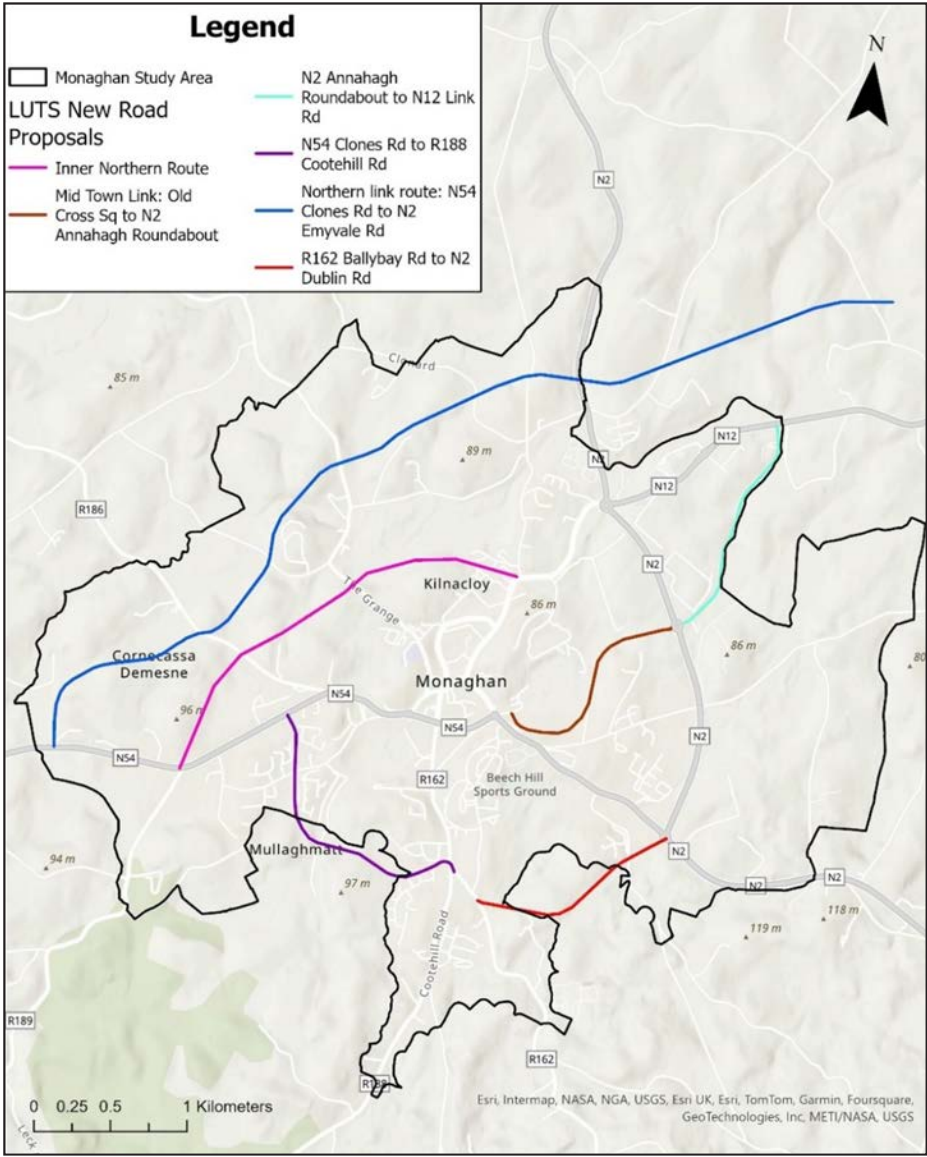 Legend
Monaghan Study Area
LUTS New Road
Proposals
Inner Northern Route
Mid Town Link: Old
Cross Sq to N2
Annahagh Roundabout
N2 Annahagh
Roundabout to N12 Link
Rd
N54 Clones Rd to R188
Cootehill Rd
Northern link route: N54
Clones Rd to N2
Emyvale Rd
R162 Ballybay Rd to N2
Dublin Rd
N
N2
Clonard
85 m
N12
89 m
N2
N12
R186
N2
Kilnacloy
The Grange
86 m
86 m
80
Cornecassa
Demesne
Monaghan
96 m
N54
N54
N2
N54
R162
Beech Hill
Sports Ground
Mullaghmatt
N2
94 m
97 m
N2
N2
118 m
119 m
Cootehill Road
R189
R162
R188
Leck
0 0.25 0.5 1 Kilometers
Esri, Intermap, NASA, NGA, USGS, Esri UK, Esri, TomTom, Garmin, Foursquare,
GeoTechnologies, Inc, METI/NASA, USGS